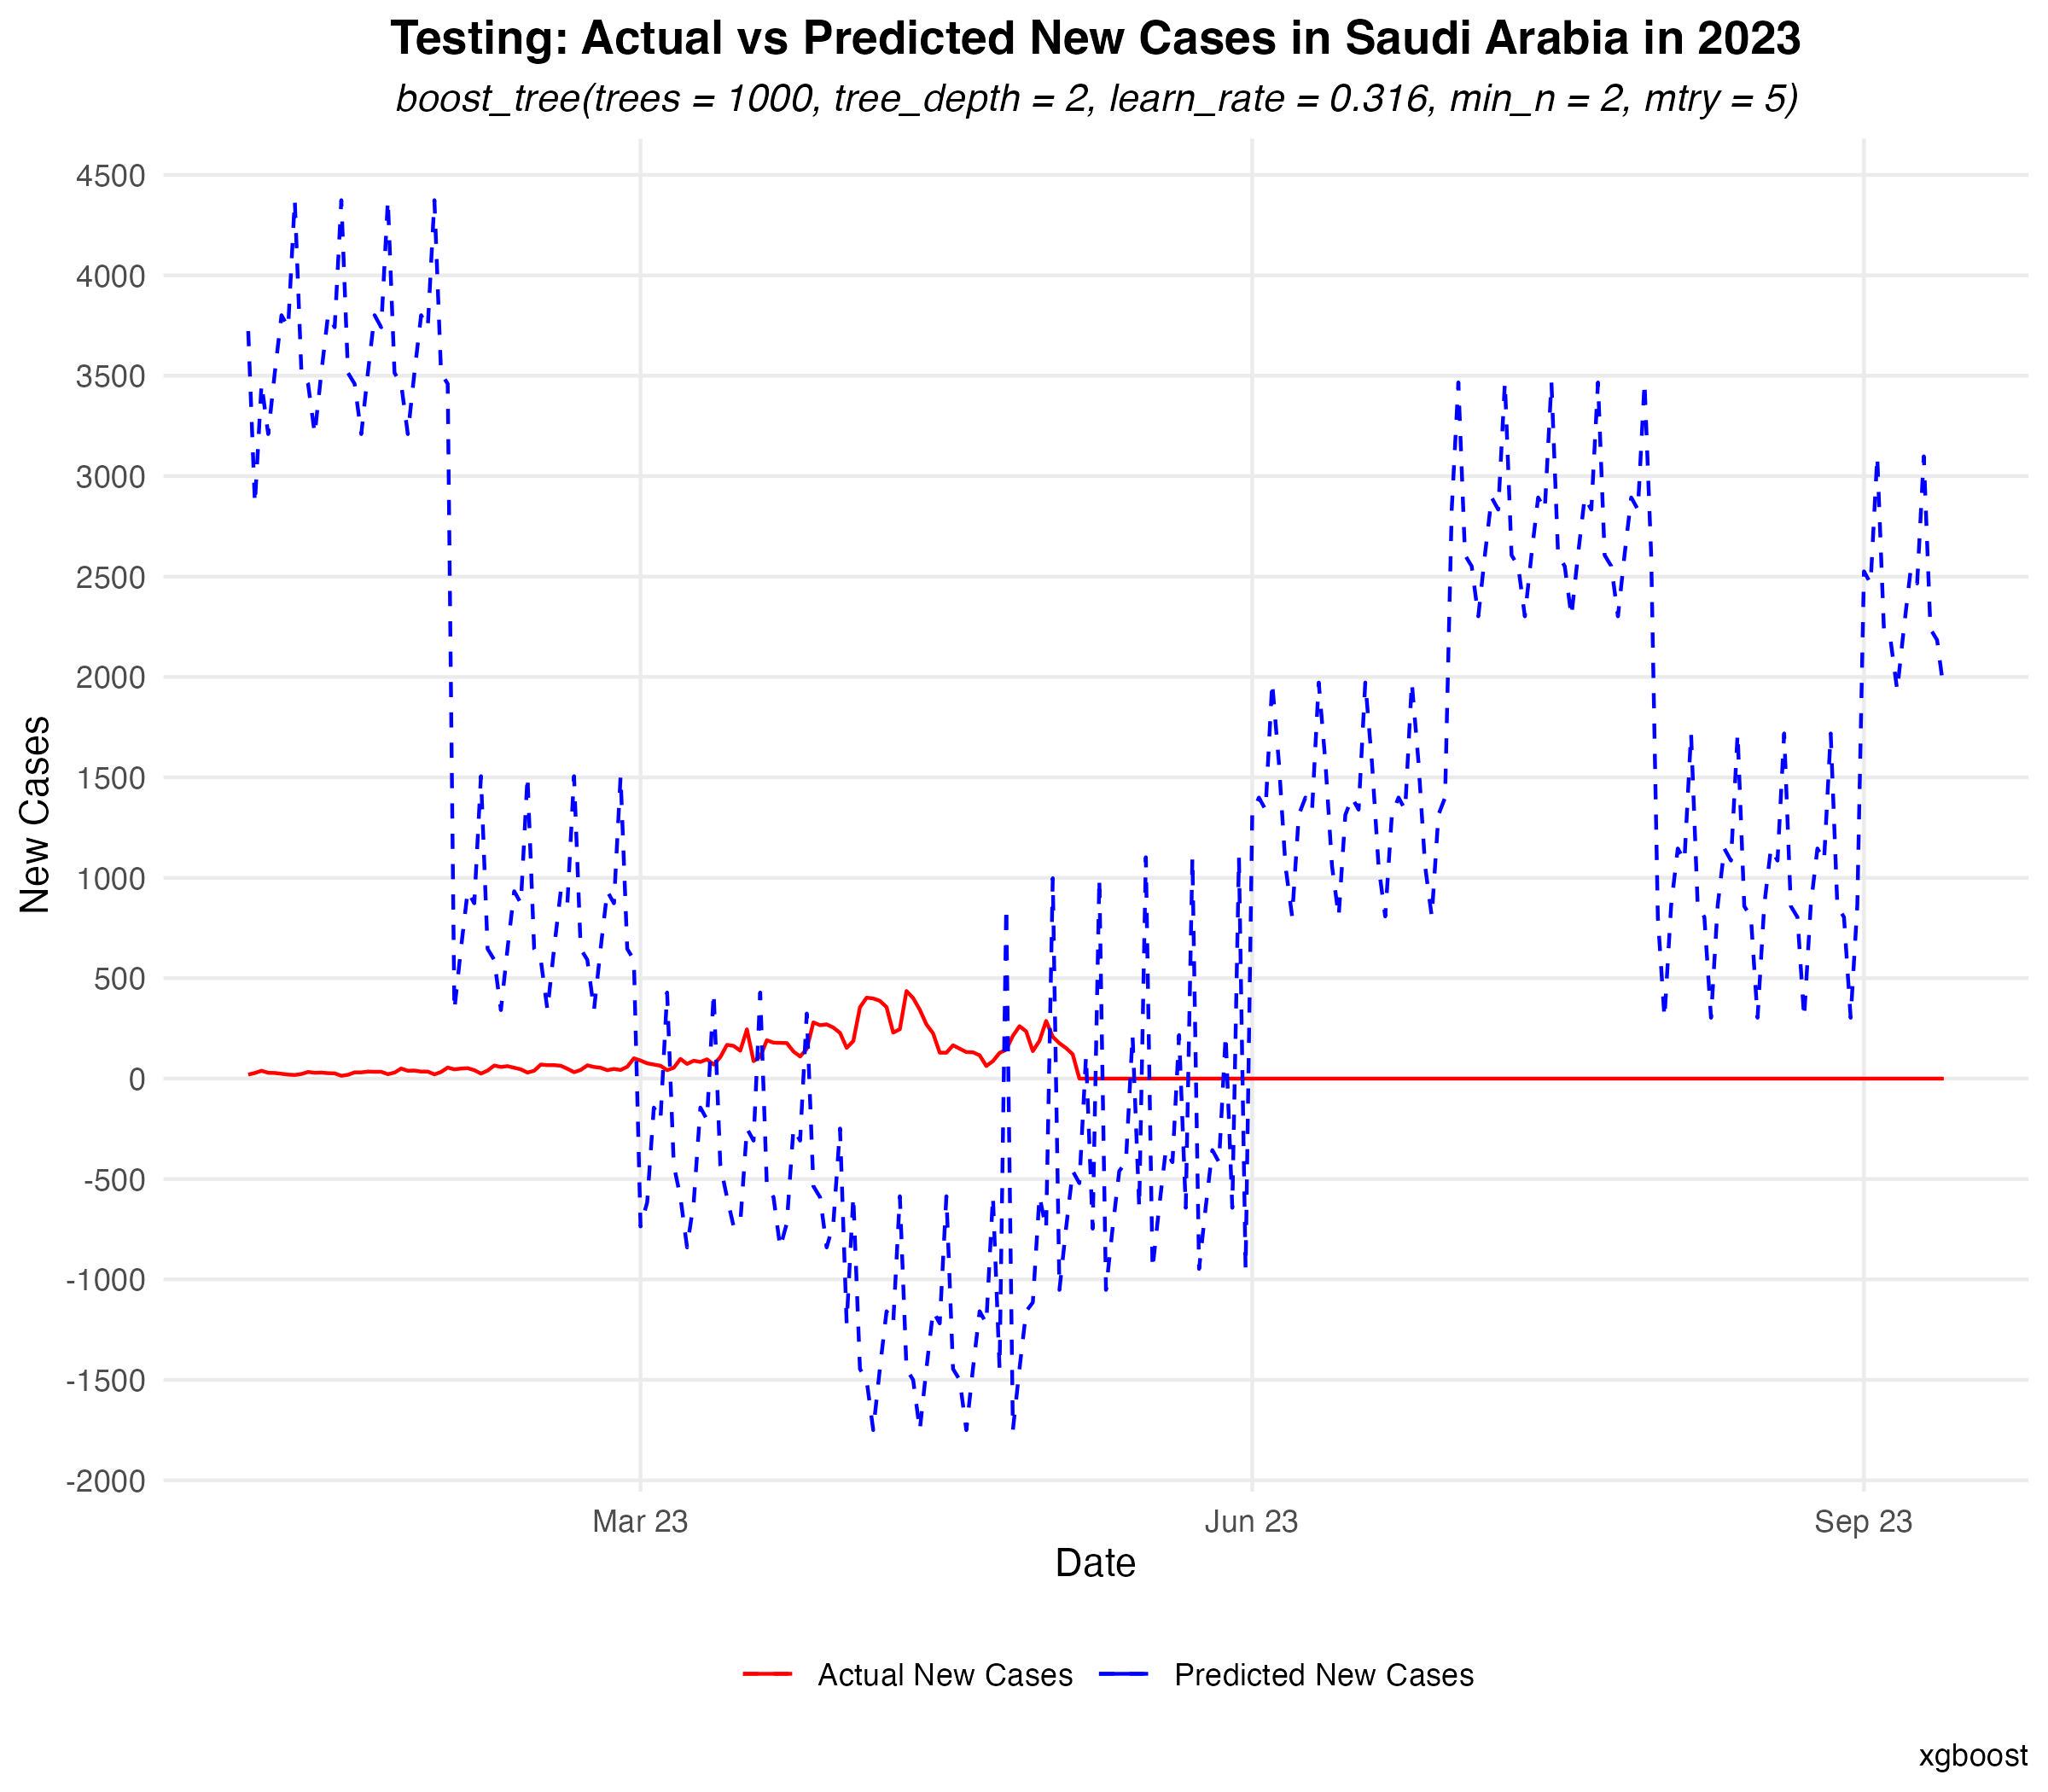 Testing: Actual vs Predicted New Cases in Saudi Arabia in 2023
boost_tree(trees = 1000, tree_depth = 2, learn_rate = 0.316, min_n = 2, mtry = 5)
New Cases
4500
4000
3500
3000
2500
2000
1500
1000
500
0
-500
-1000
-1500
-2000
Mar 23 Jun 23 Sep 23
Date
Actual New Cases Predicted New Cases
xgboost